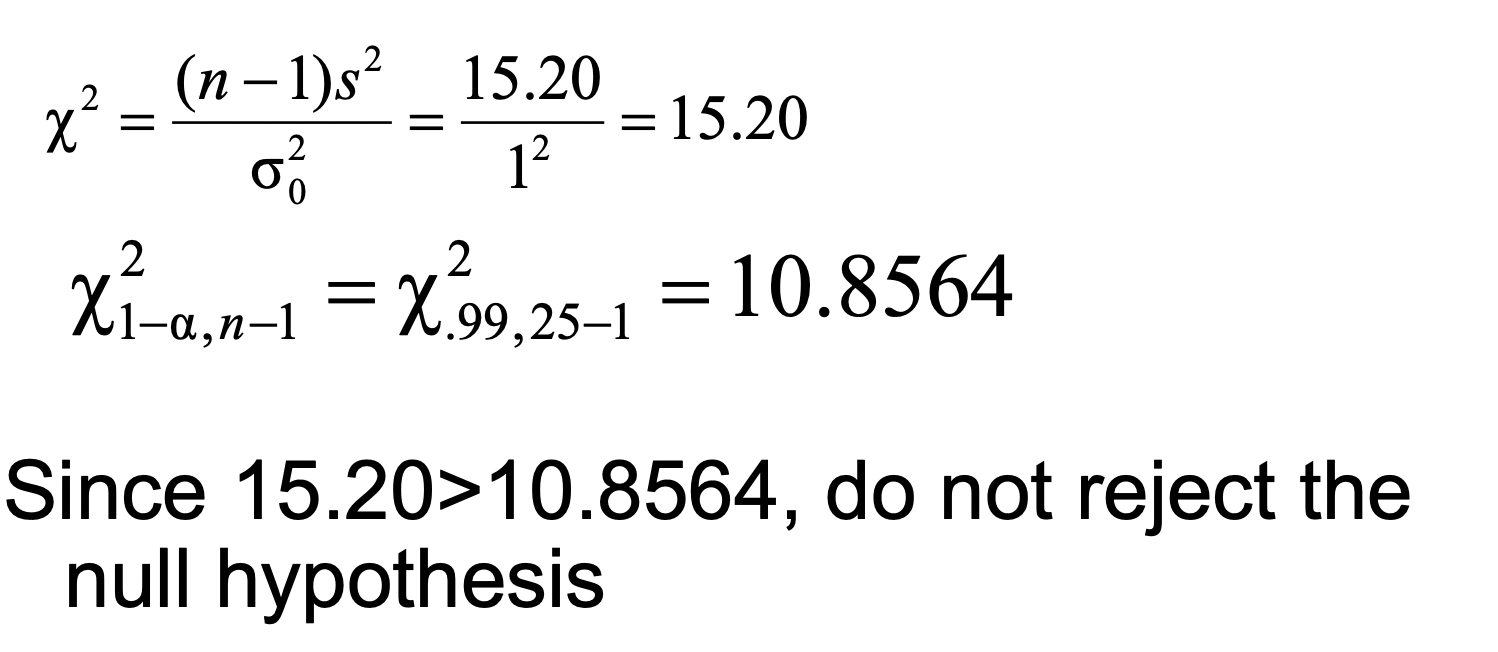 χ² = (n − 1)s² / σ₀² = 15.20 / 1² = 15.20
χ²₁₋α,n₋₁ = χ².₉₉,₂₅₋₁ = 10.8564
Since 15.20>10.8564, do not reject the
null hypothesis